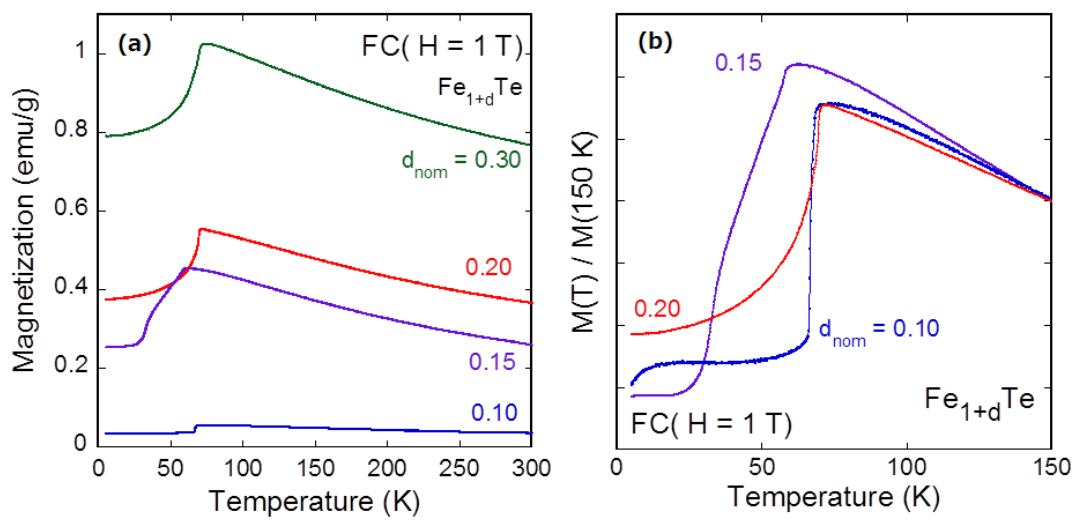 (a)
FC( H = 1 T)
Fe1+dTe
dnom = 0.30
0.20
0.15
0.10
Magnetization (emu/g)
1
0.8
0.6
0.4
0.2
0
0 50 100 150 200 250 300
Temperature (K)
(b)
0.15
0.20
dnom = 0.10
Fe1+dTe
FC( H = 1 T)
M(T) / M(150 K)
0 50 100 150
Temperature (K)